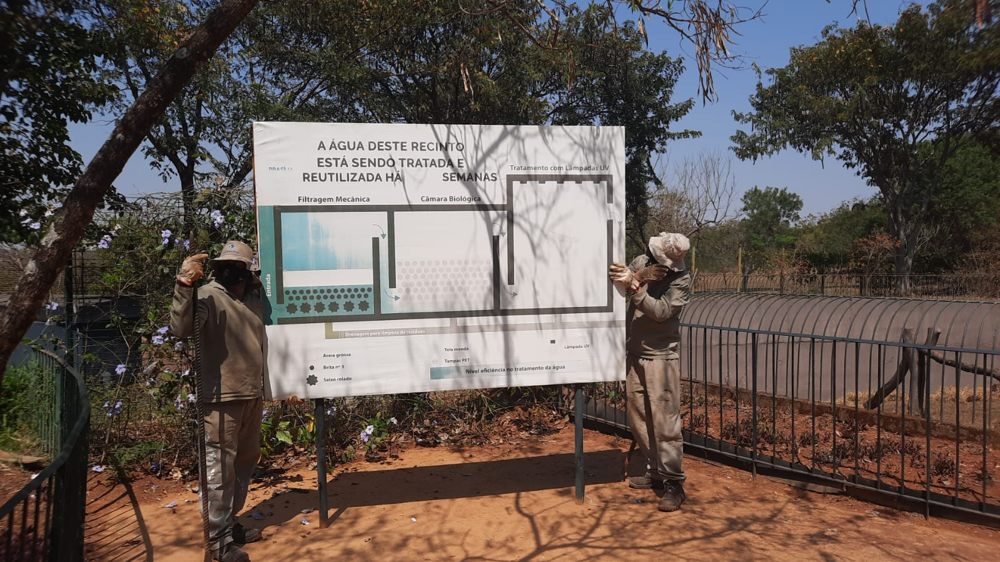 A ÁGUA DESTE RECINTO
ESTÁ SENDO TRATADA E
REUTILIZADA HÁ SEMANAS
BRASÍLIA
Tratamento com Lâmpadas UV
Filtragem Mecânica
Câmara Biológica
Entrada
Drenagem para limpeza de resíduos
Areia grossa
Brita nº 3
Seixo rolado
Tela moeda
Tampas PET
Lâmpada UV
Nível eficiência no tratamento da água